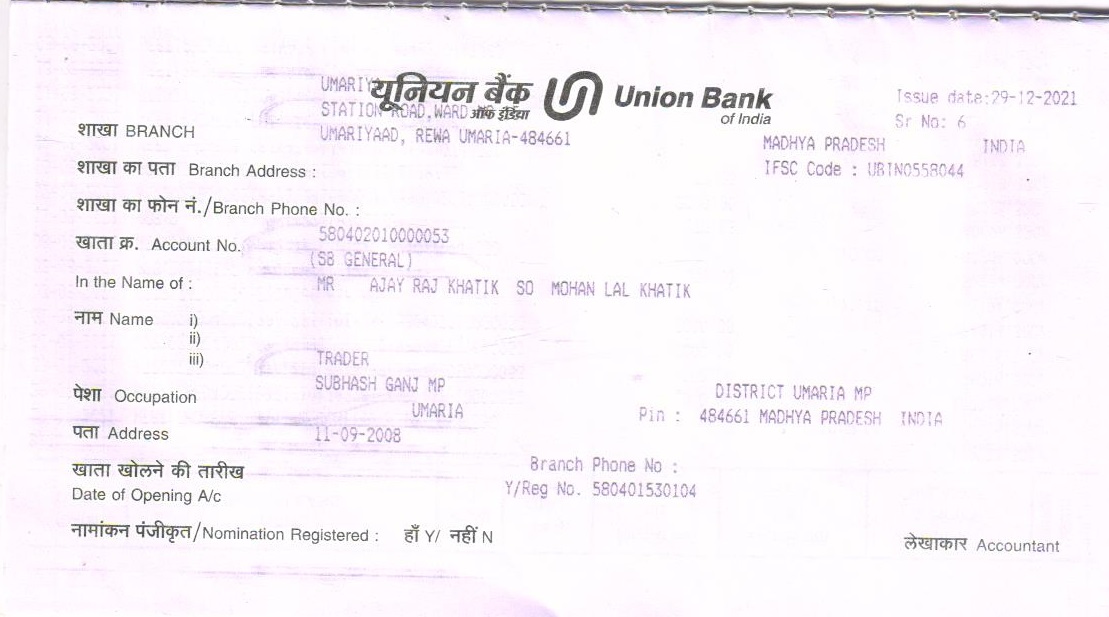 यूनियन बैंक
ऑफ इंडिया
Union Bank
of India
Issue date:29-12-2021
Sr No: 6
STATION ROAD,WARD
शाखा BRANCH
UMARIYAAD, REWA UMARIA-484661
MADHYA PRADESH INDIA
शाखा का पता Branch Address :
IFSC Code : UBIN0558044
शाखा का फोन नं./Branch Phone No. :
खाता क्र. Account No. 580402010000053
(SB GENERAL)
In the Name of : MR AJAY RAJ KHATIK SO MOHAN LAL KHATIK
नाम Name i)
ii)
iii) TRADER
SUBHASH GANJ MP DISTRICT UMARIA MP
पेशा Occupation
UMARIA Pin : 484661 MADHYA PRADESH INDIA
पता Address 11-09-2008
खाता खोलने की तारीख
Date of Opening A/c
Branch Phone No :
Y/Reg No. 580401530104
नामांकन पंजीकृत/Nomination Registered : हाँ Y/ नहीं N
लेखाकार Accountant